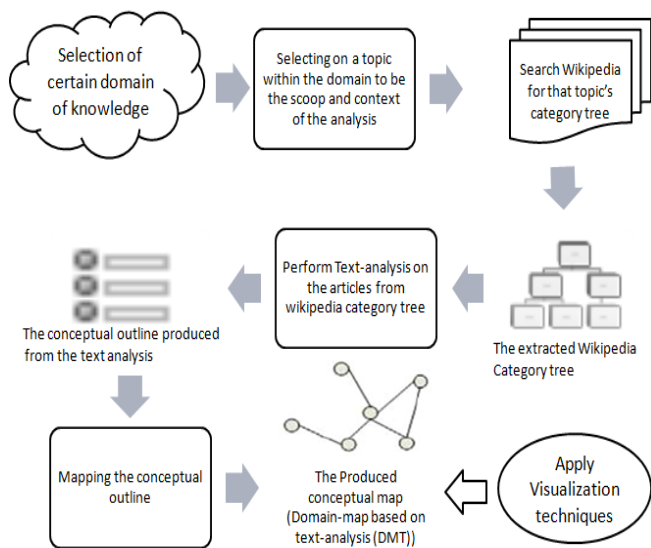 Selection of
certain domain
of knowledge
Selecting on a topic
within the domain to be
the scoop and context
of the analysis
Search Wikipedia
for that topic's
category tree
The extracted Wikipedia
Category tree
Perform Text-analysis on
the articles from
wikipedia category tree
The conceptual outline produced
from the text analysis
Mapping the conceptual
outline
The Produced
conceptual map
(Domain-map based on
text-analysis (DMT))
Apply
Visualization
techniques